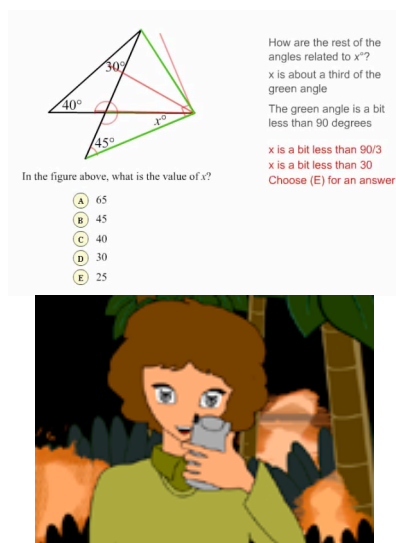 How are the rest of the
angles related to x°?
x is about a third of the
green angle
The green angle is a bit
less than 90 degrees
x is a bit less than 90/3
x is a bit less than 30
Choose (E) for an answer
30°
40°
x°
45°
In the figure above, what is the value of x?
A 65
B 45
C 40
D 30
E 25